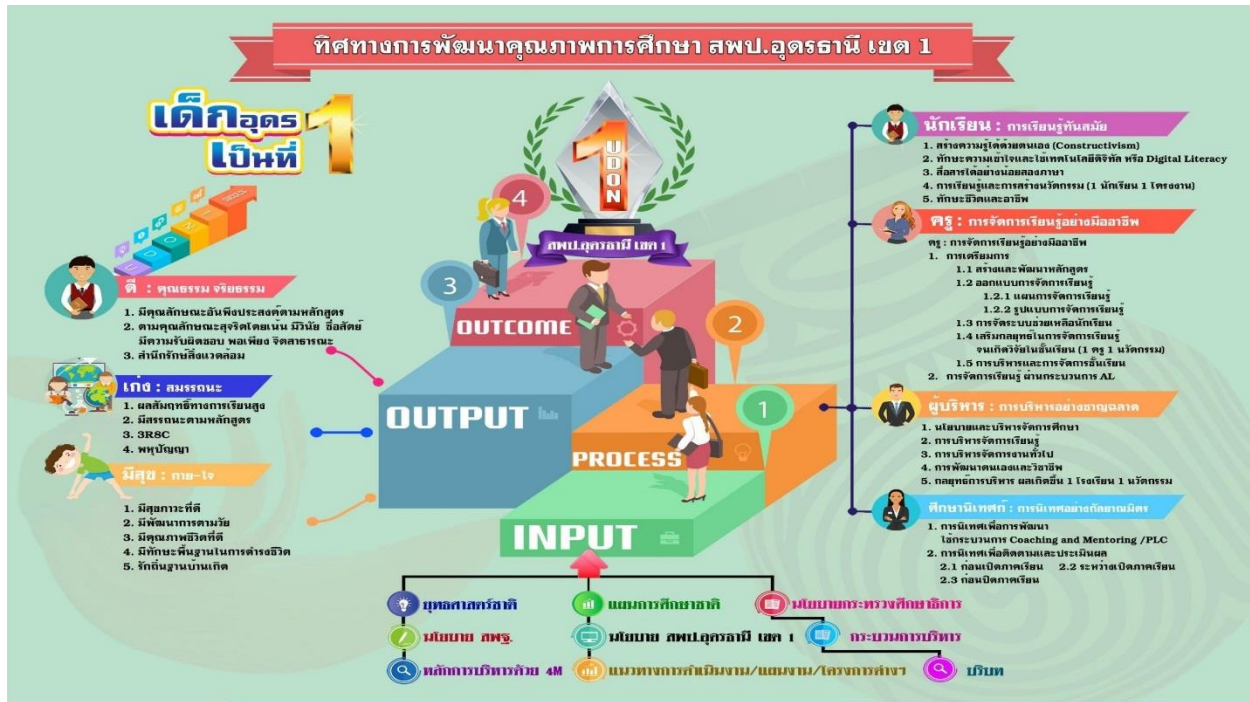 ทิศทางการพัฒนาคุณภาพการศึกษา สพป.อุดรธานี เขต 1
เด็กอุดร
เป็นที่ 1
1
UDON
สพป.อุดรธานี เขต 1
ดี : คุณธรรม จริยธรรม
1. มีคุณลักษณะอันพึงประสงค์ตามหลักสูตร
2. ตามคุณลักษณะสุจริตโดยเน้น มีวินัย ซื่อสัตย์
มีความรับผิดชอบ พอเพียง จิตสาธารณะ
3. สำนึกรักษ์สิ่งแวดล้อม
เก่ง : สมรรถนะ
1. ผลสัมฤทธิ์ทางการเรียนสูง
2. มีสรรถนะตามหลักสูตร
3. 3R8C
4. พหุปัญญา
มีสุข : กาย-ใจ
1. มีสุขภาวะที่ดี
2. มีพัฒนาการตามวัย
3. มีคุณภาพชีวิตที่ดี
4. มีทักษะพื้นฐานในการดำรงชีวิต
5. รักถิ่นฐานบ้านเกิด
4
OUTCOME
3
OUTPUT
2
PROCESS
1
INPUT
นักเรียน : การเรียนรู้ทันสมัย
1. สร้างความรู้ได้ด้วยตนเอง (Constructivism)
2. ทักษะความเข้าใจและใช้เทคโนโลยีดิจิทัล หรือ Digital Literacy
3. สื่อสารได้อย่างน้อยสองภาษา
4. การเรียนรู้และการสร้างนวัตกรรม (1 นักเรียน 1 โครงงาน)
5. ทักษะชีวิตและอาชีพ
ครู : การจัดการเรียนรู้อย่างมืออาชีพ
ครู : การจัดการเรียนรู้อย่างมืออาชีพ
1. การเตรียมการ
1.1 สร้างและพัฒนาหลักสูตร
1.2 ออกแบบการจัดการเรียนรู้
1.2.1 แผนการจัดการเรียนรู้
1.2.2 รูปแบบการจัดการเรียนรู้
1.3 การจัดระบบช่วยเหลือนักเรียน
1.4 เสริมกลยุทธในการจัดการเรียนรู้
จนเกิดวิจัยในชั้นเรียน (1 ครู 1 นวัตกรรม)
1.5 การบริหารและการจัดการชั้นเรียน
2. การจัดการเรียนรู้ ผ่านกระบวนการ AL
ผู้บริหาร : การบริหารอย่างชาญฉลาด
1. นโยบายและบริหารจัดการศึกษา
2. การบริหารจัดการเรียนรู้
3. การบริหารจัดการงานทั่วไป
4. การพัฒนาตนเองและวิชาชีพ
5. กลยุทธ์การบริหาร ผลเกิดขึ้น 1 โรงเรียน 1 นวัตกรรม
ศึกษานิเทศก์ : การนิเทศอย่างกัลยาณมิตร
1. การนิเทศเพื่อการพัฒนา
ใช้กระบวนการ Coaching and Mentoring /PLC
2. การนิเทศเพื่อติดตามและประเมินผล
2.1 ก่อนเปิดภาคเรียน 2.2 ระหว่างเปิดภาคเรียน
2.3 ก่อนปิดภาคเรียน
ยุทธศาสตร์ชาติ แผนการศึกษาชาติ นโยบายกระทรวงศึกษาธิการ
นโยบาย สพฐ. นโยบาย สพป.อุดรธานี เขต 1 กระบวนการบริหาร
หลักการบริหารด้วย 4M แนวทางการดำเนินงาน/แผนงาน/โครงการต่างๆ บริบท